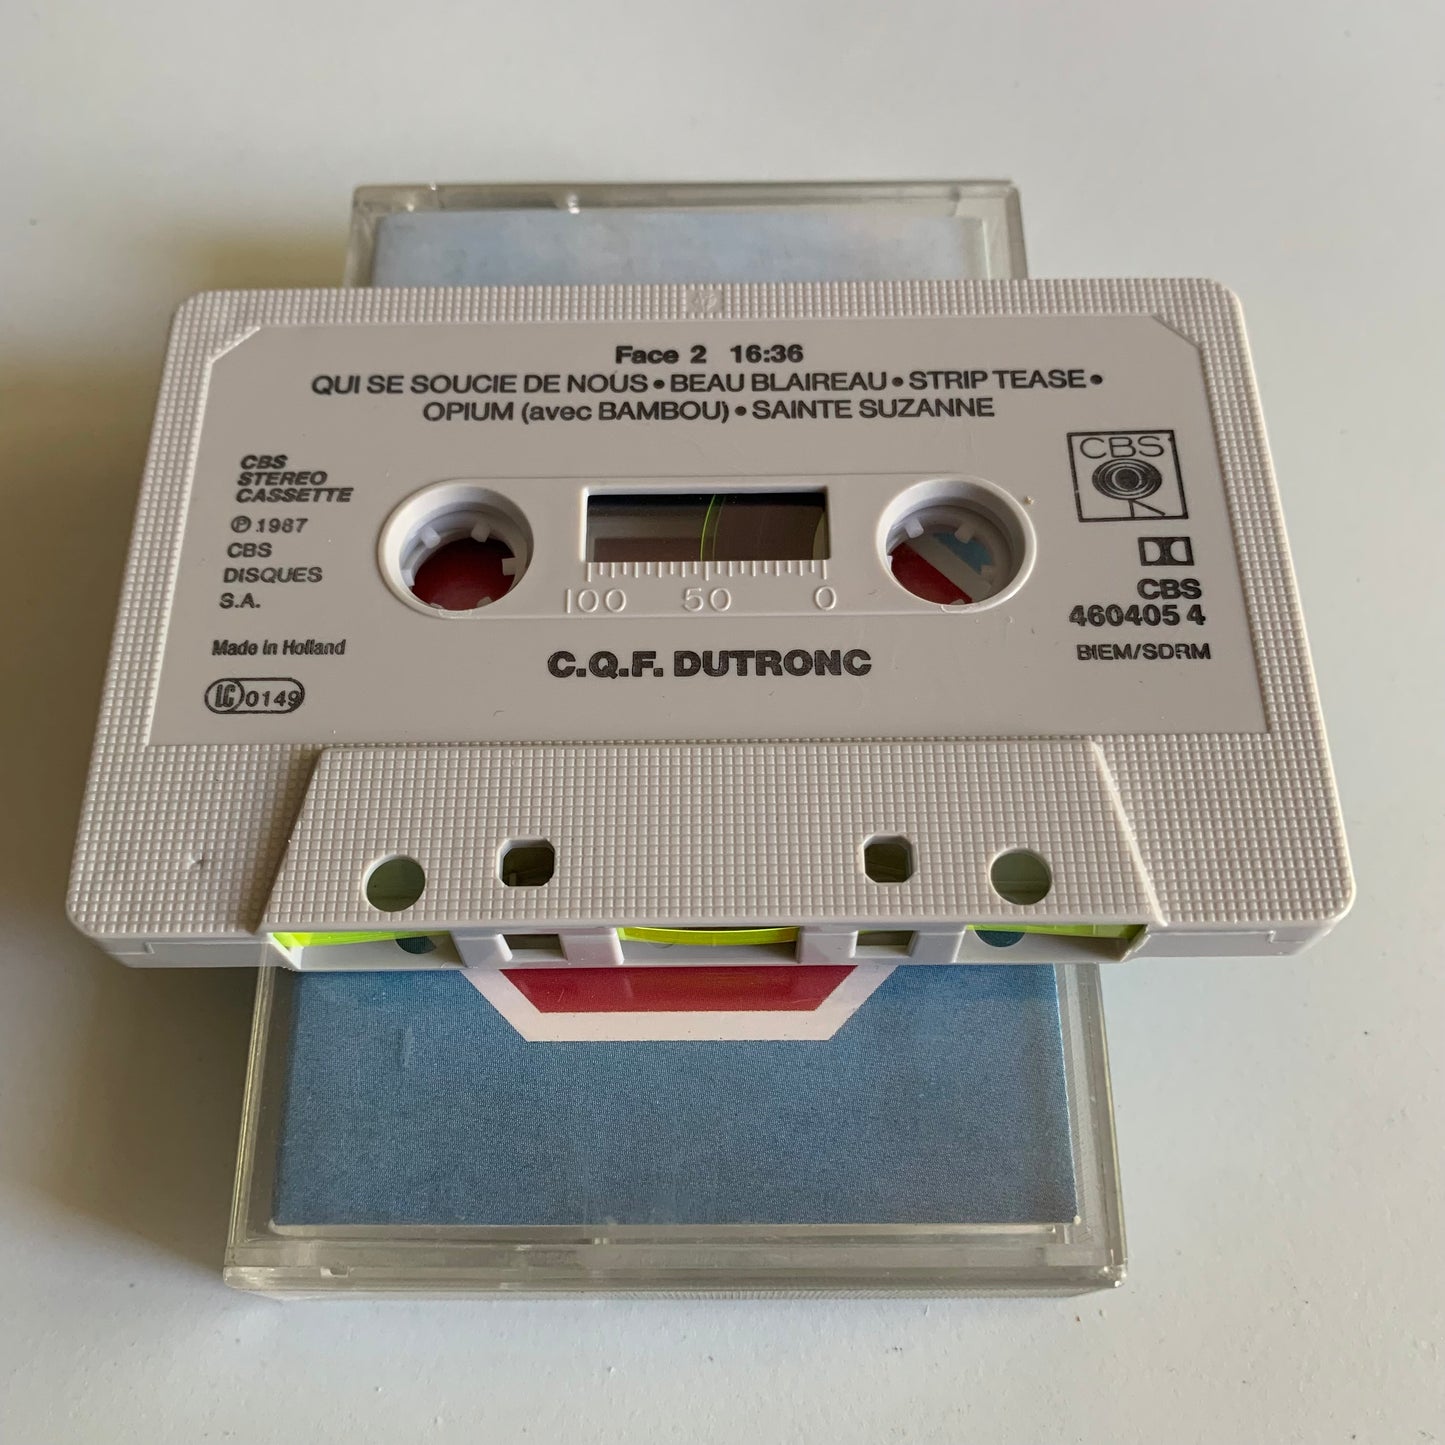 Face 2 16:36
QUI SE SOUCIE DE NOUS • BEAU BLAIREAU • STRIP TEASE •
OPIUM (avec BAMBOU) • SAINTE SUZANNE
CBS
STEREO
CASSETTE
℗ 1987
CBS
DISQUES
S.A.
Made in Holland
LC 0149
100 50 0
C.Q.F. DUTRONC
CBS
CBS
460405 4
BIEM/SDRM